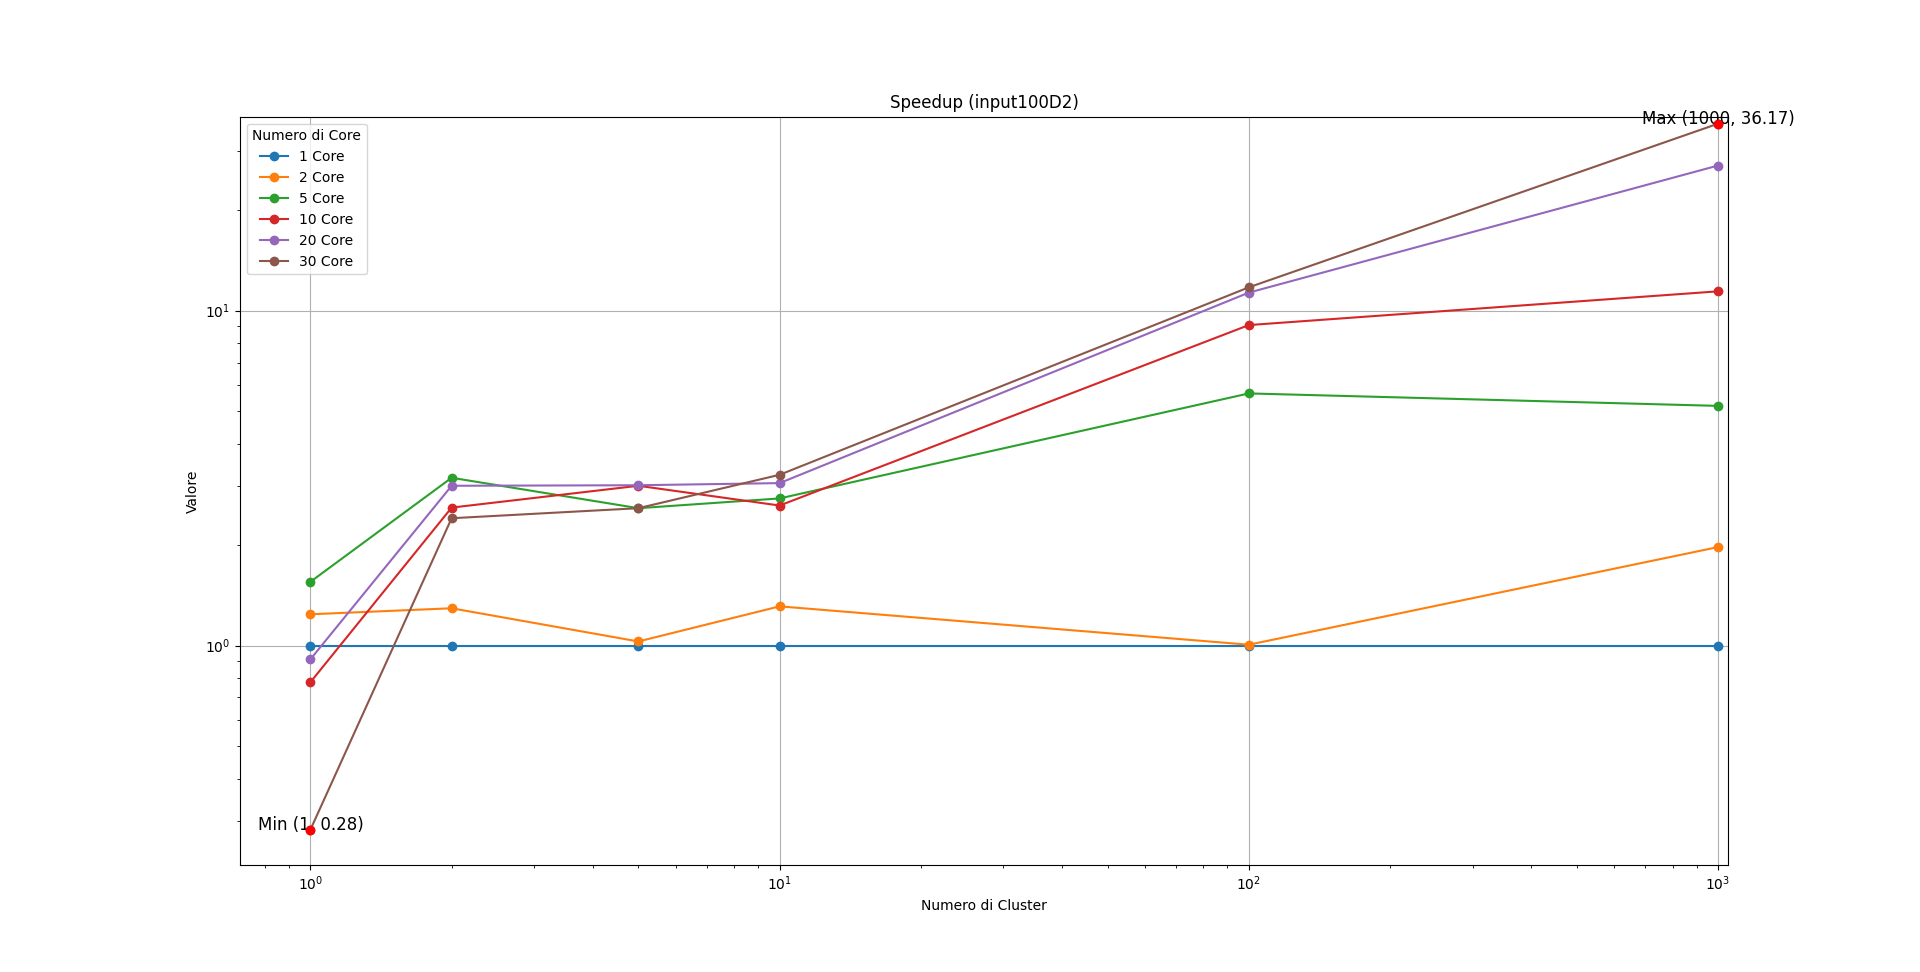 Speedup (input100D2)
Max (1000, 36.17)
Numero di Core
1 Core
2 Core
5 Core
10 Core
20 Core
30 Core
10¹
Valore
10⁰
Min (1, 0.28)
10⁰ 10¹ 10² 10³
Numero di Cluster